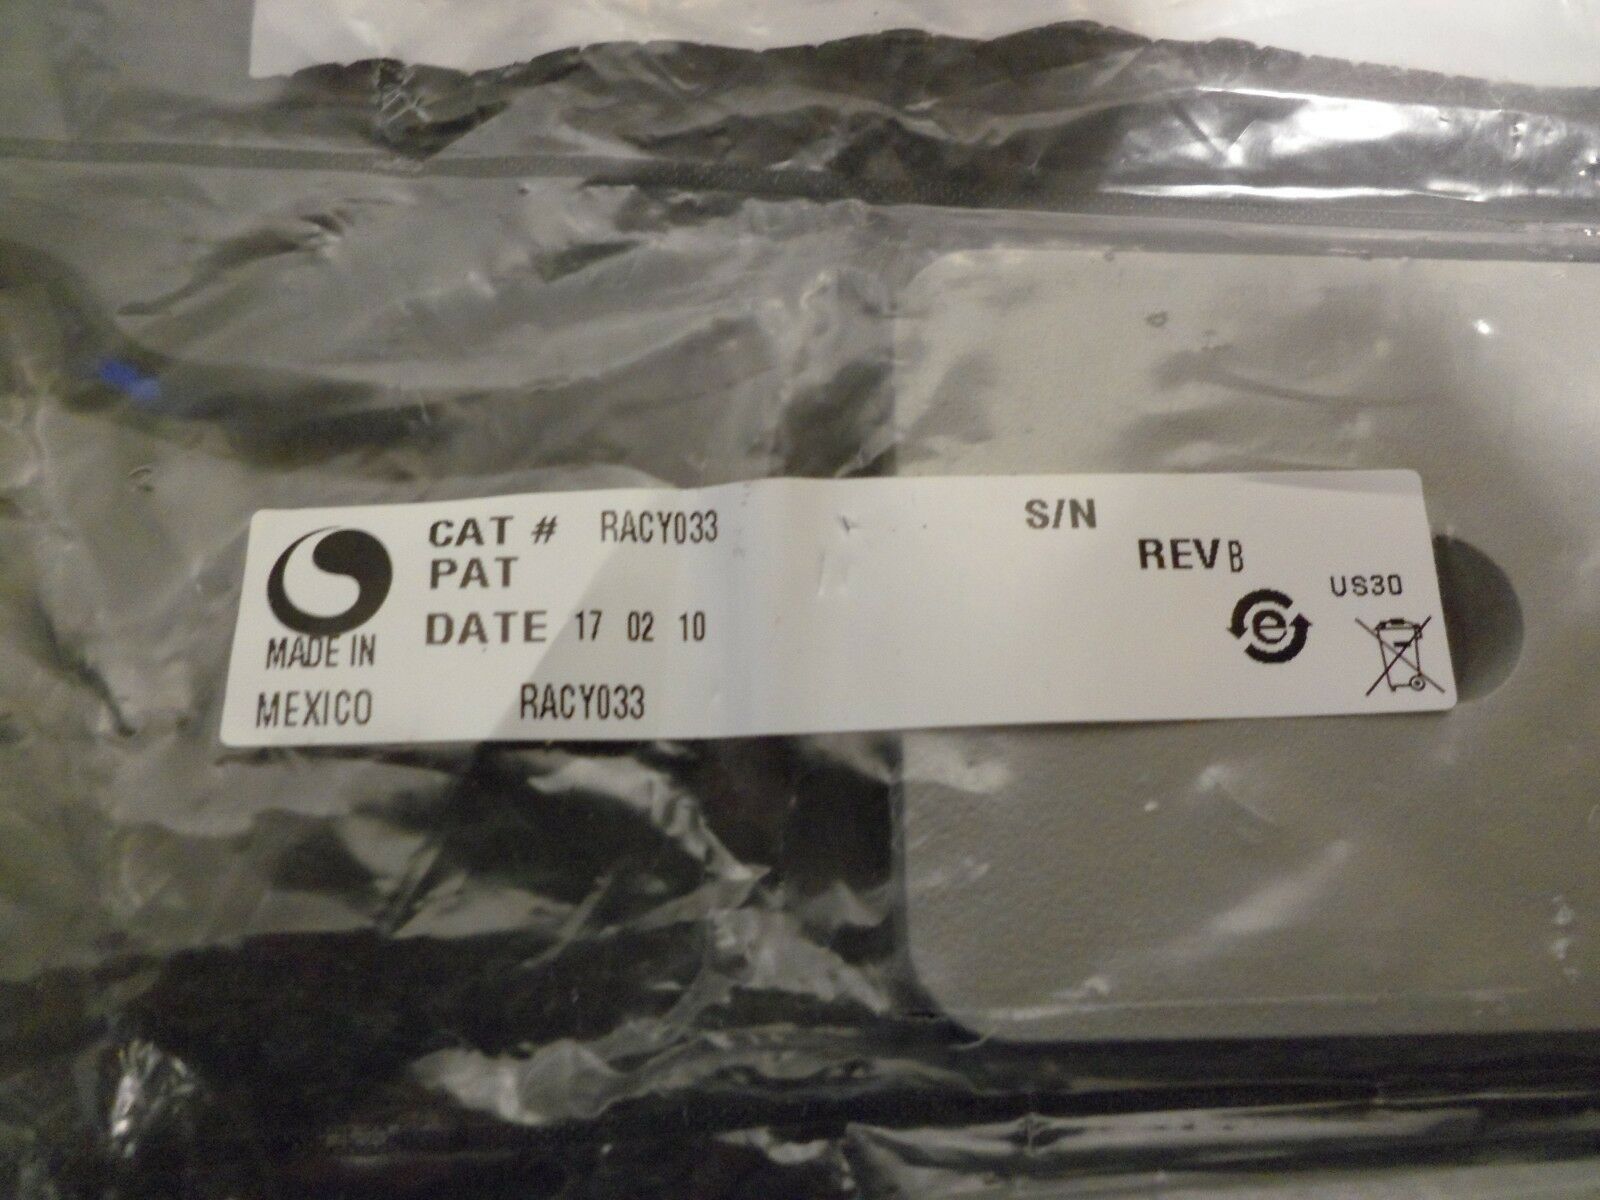 CAT # RACY033 S/N
PAT REV B
US30
DATE 17 02 10
e
MADE IN
MEXICO RACY033